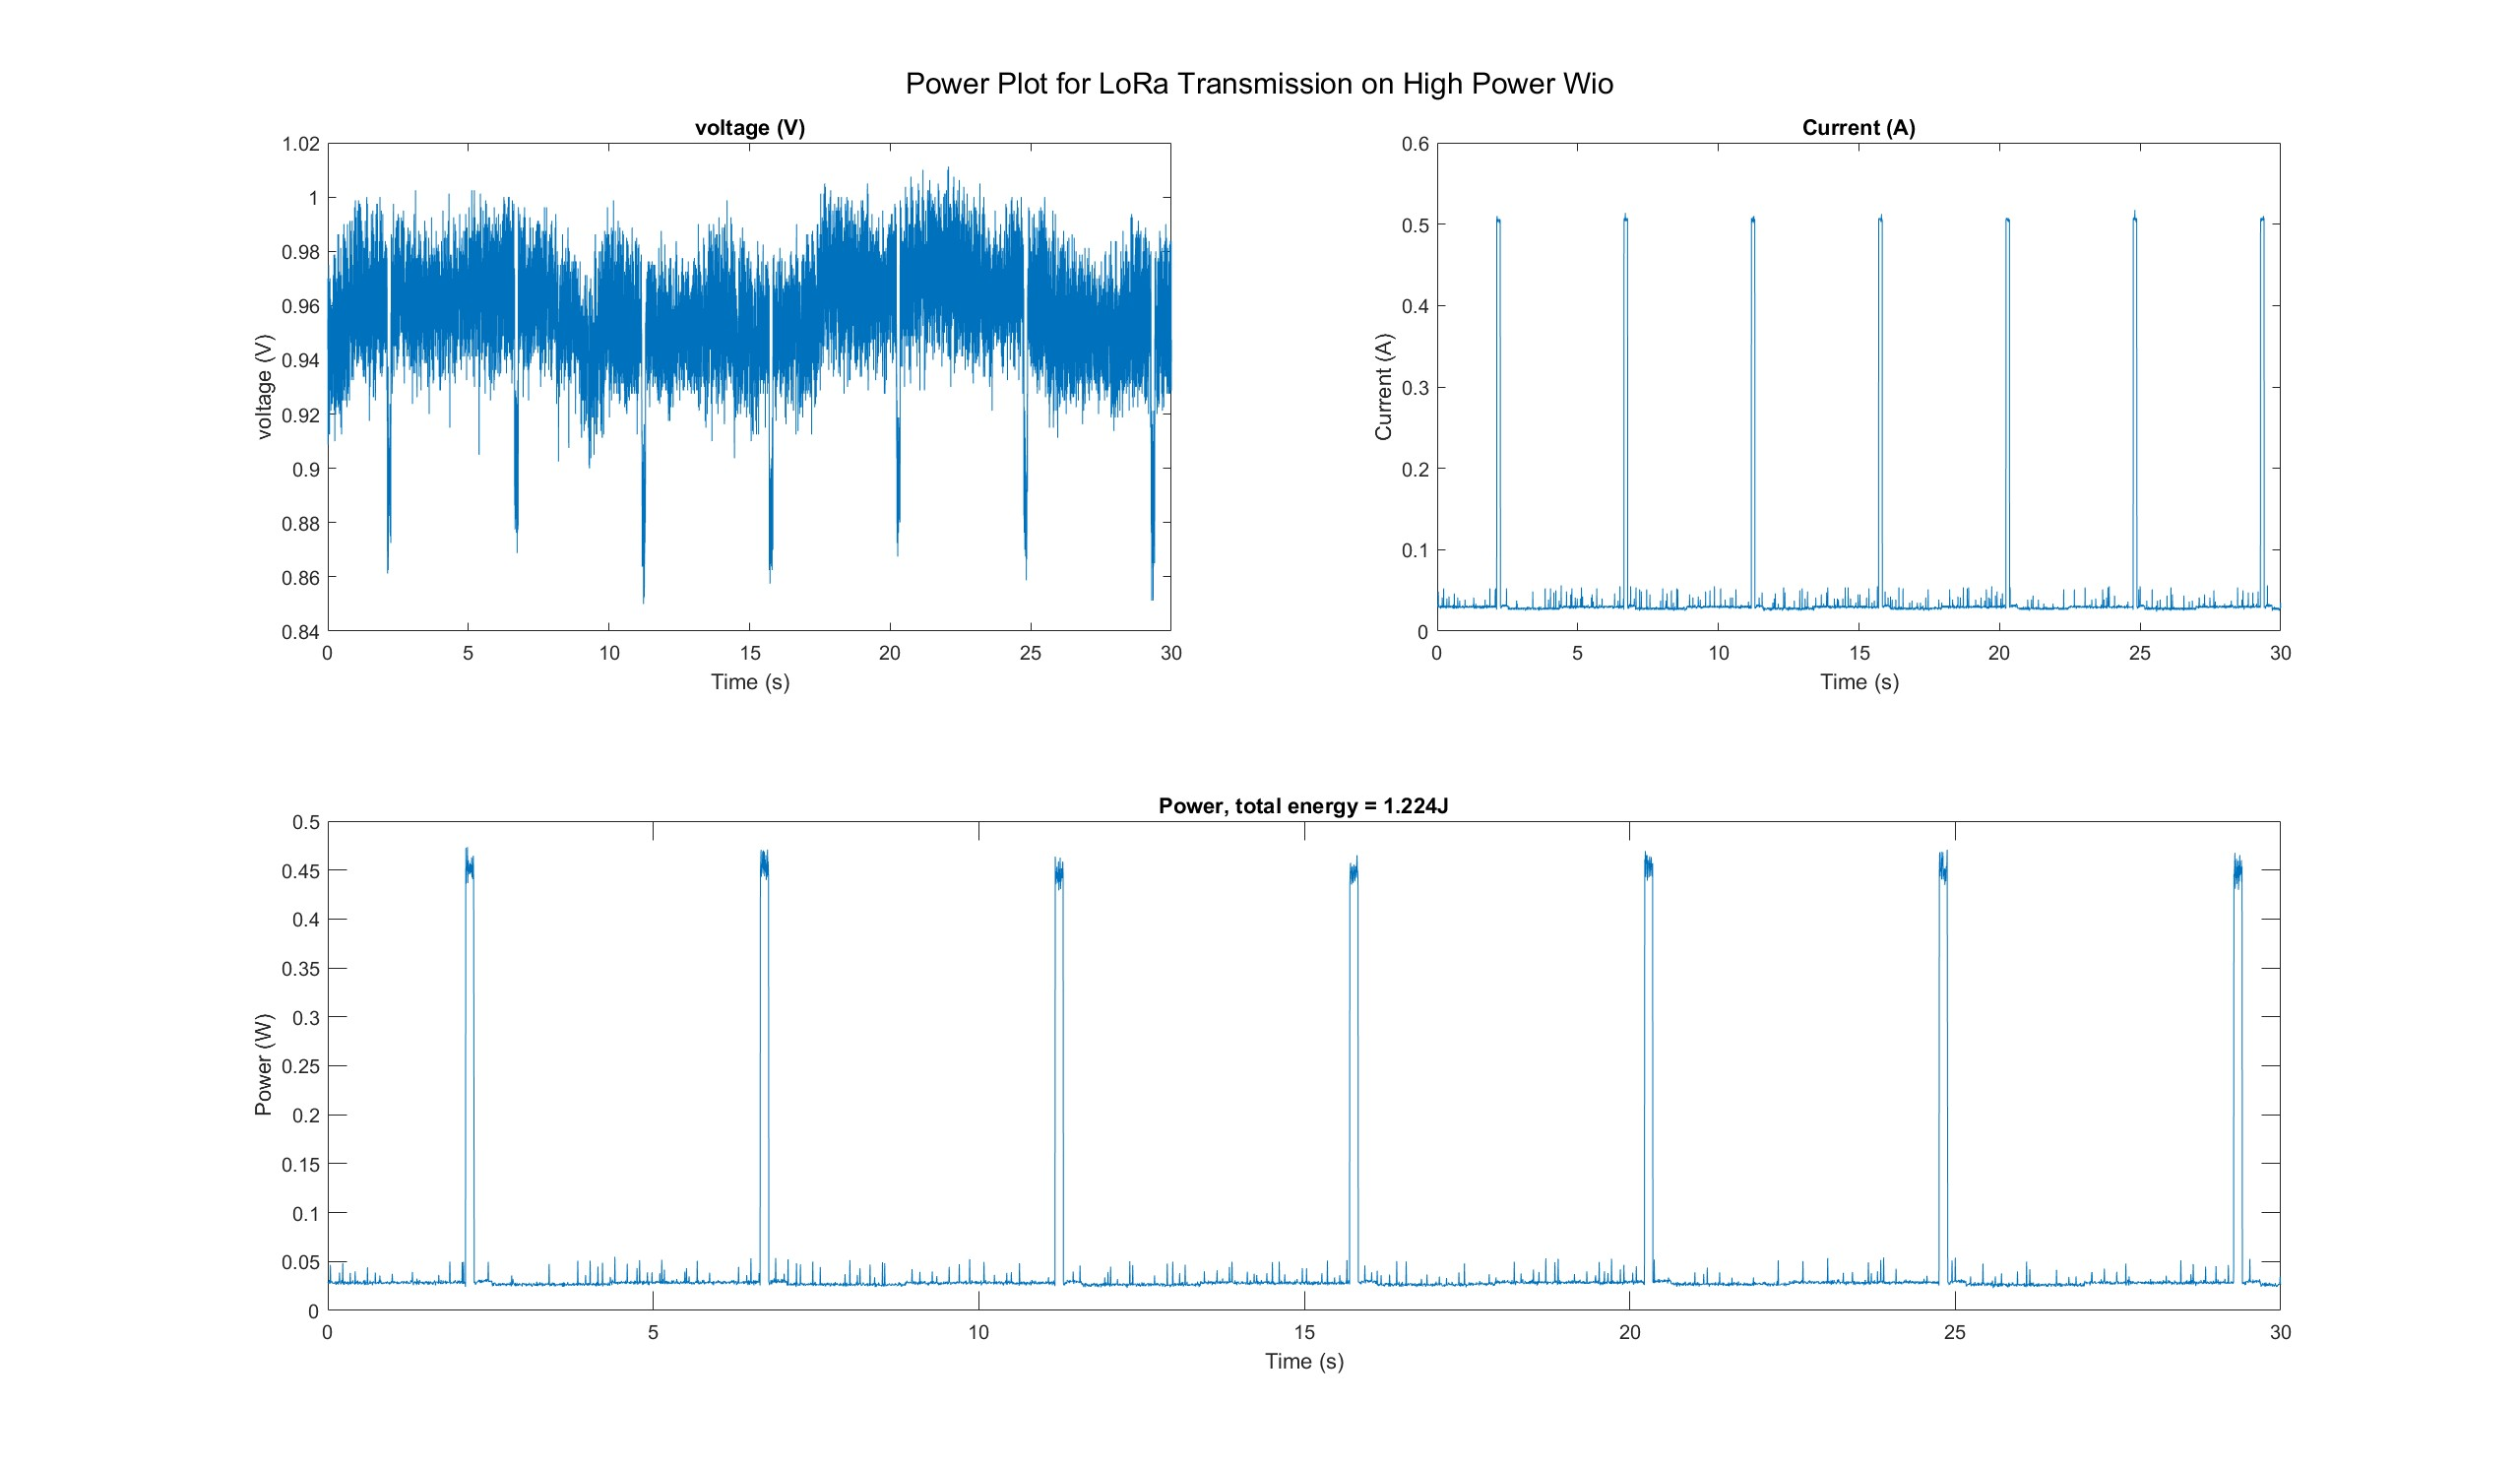 Power Plot for LoRa Transmission on High Power Wio
voltage (V)
1.02
1
0.98
0.96
0.94
0.92
0.9
0.88
0.86
0.84
voltage (V)
0 5 10 15 20 25 30
Time (s)
Current (A)
0.6
0.5
0.4
0.3
0.2
0.1
0
Current (A)
0 5 10 15 20 25 30
Time (s)
Power, total energy = 1.224J
0.5
0.45
0.4
0.35
0.3
0.25
0.2
0.15
0.1
0.05
0
Power (W)
0 5 10 15 20 25 30
Time (s)